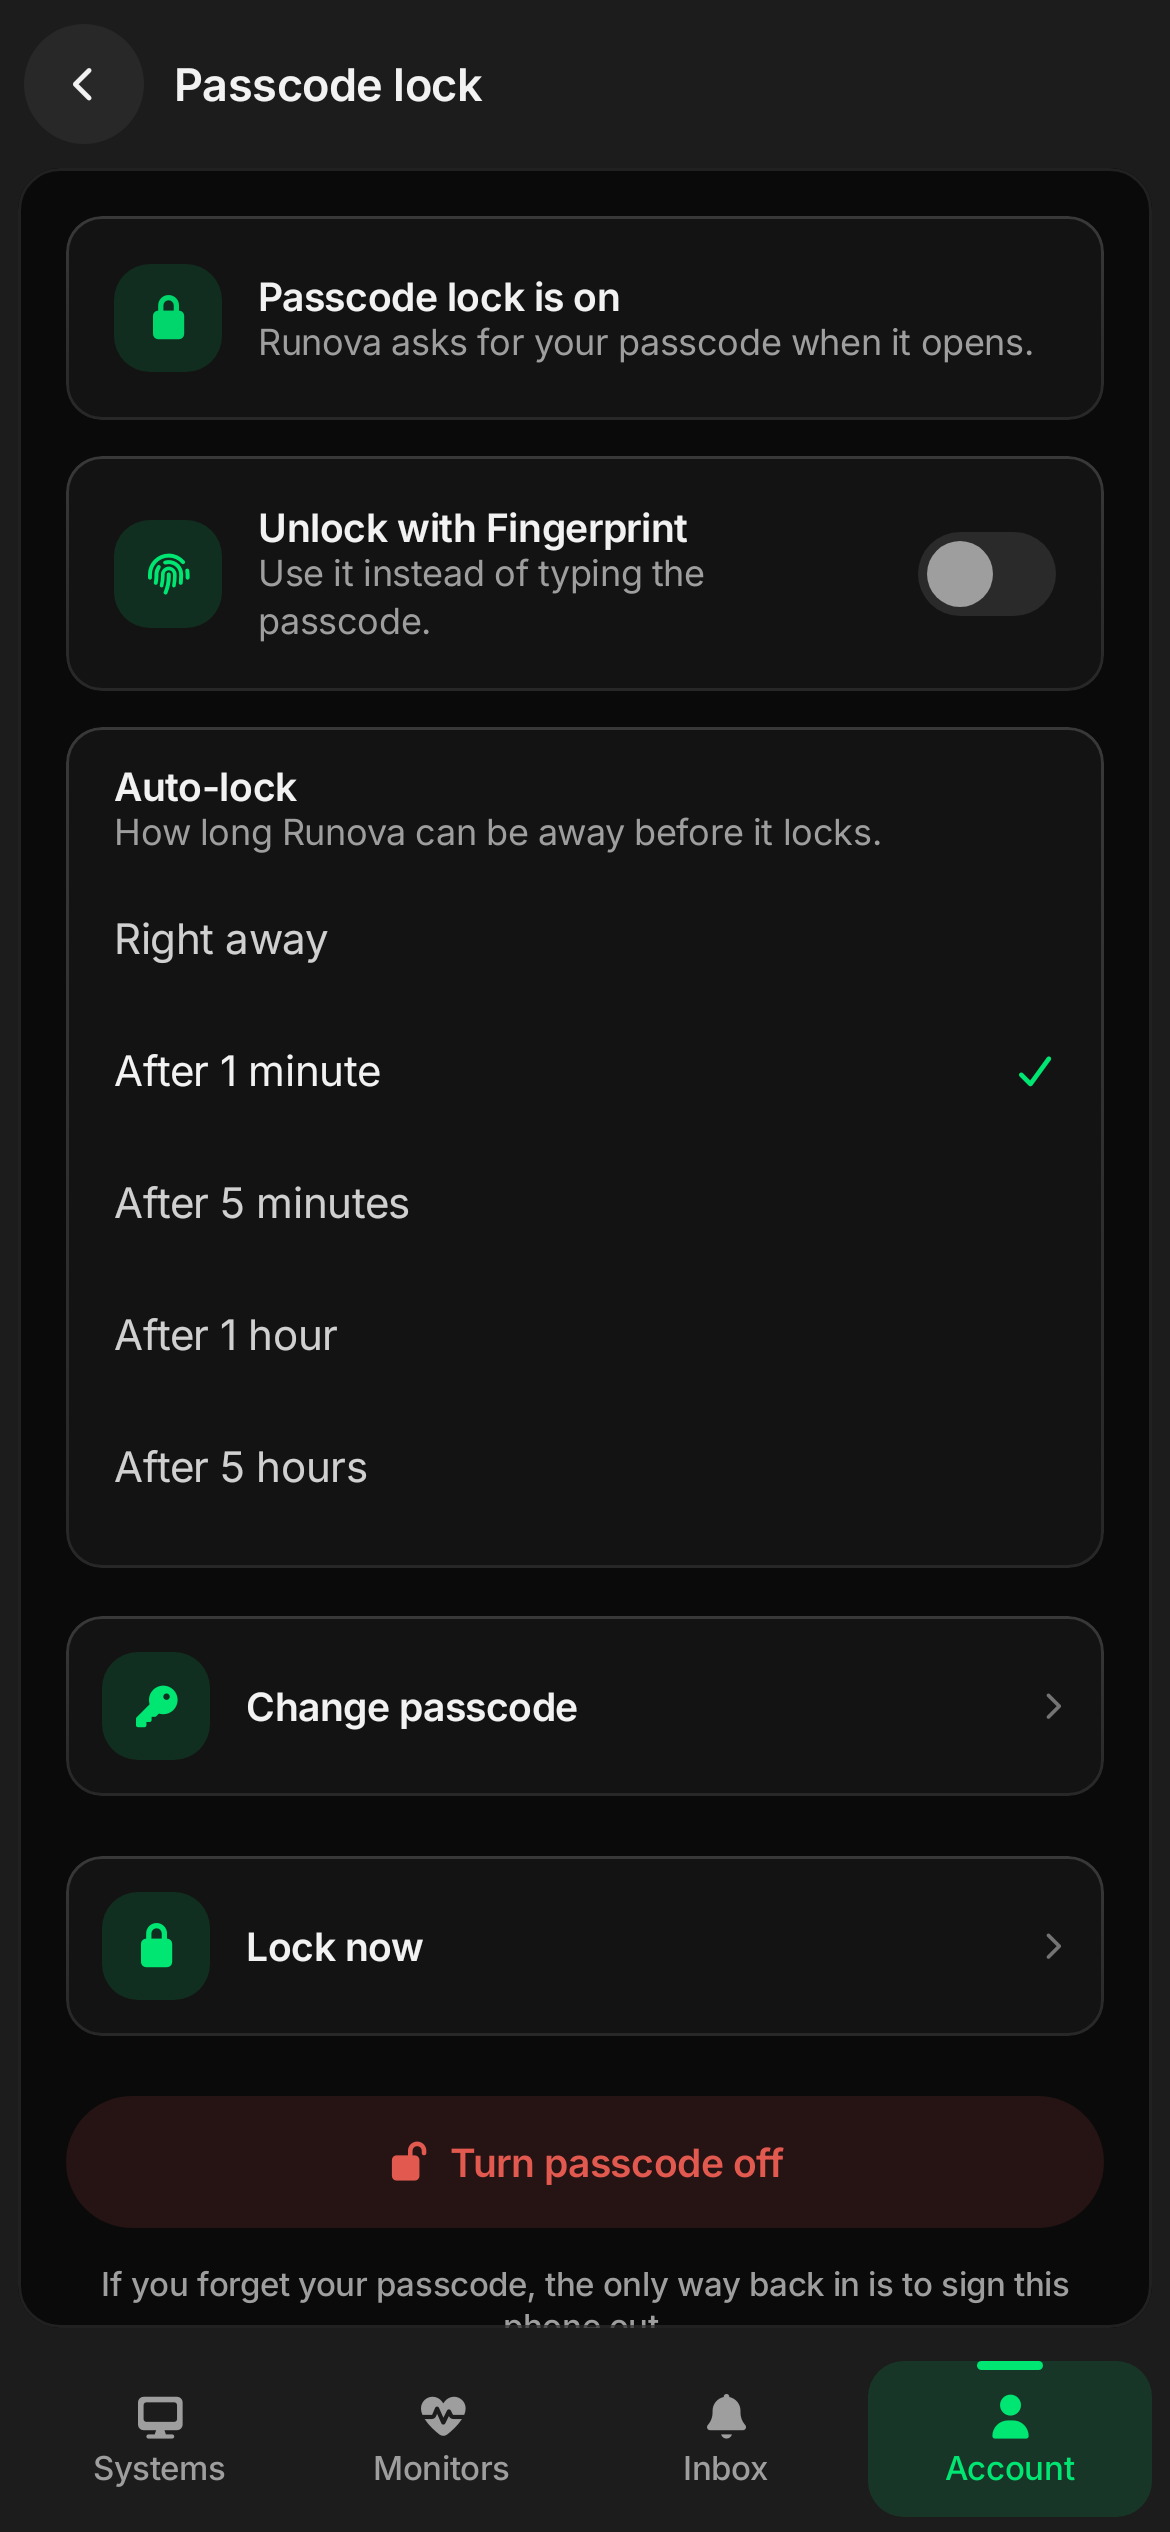 Passcode lock
Passcode lock is on
Runova asks for your passcode when it opens.
Unlock with Fingerprint
Use it instead of typing the
passcode.
Auto-lock
How long Runova can be away before it locks.
Right away
After 1 minute
After 5 minutes
After 1 hour
After 5 hours
Change passcode
Lock now
Turn passcode off
If you forget your passcode, the only way back in is to sign this
phone out
Systems
Monitors
Inbox
Account